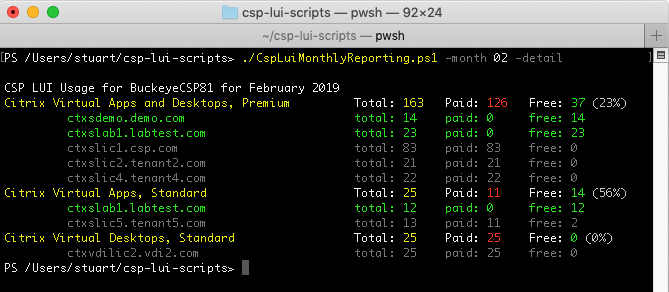 csp-lui-scripts — pwsh — 92×24
~/csp-lui-scripts — pwsh
[PS /Users/stuart/csp-lui-scripts> ./CspLuiMonthlyReporting.ps1 -month 02 -detail ]
CSP LUI Usage for BuckeyeCSP81 for February 2019
Citrix Virtual Apps and Desktops, Premium Total: 163 Paid: 126 Free: 37 (23%)
ctxsdemo.demo.com total: 14 paid: 0 free: 14
ctxslab1.labtest.com total: 23 paid: 0 free: 23
ctxslic1.csp.com total: 83 paid: 83 free: 0
ctxslic2.tenant2.com total: 21 paid: 21 free: 0
ctxslic4.tenant4.com total: 22 paid: 22 free: 0
Citrix Virtual Apps, Standard Total: 25 Paid: 11 Free: 14 (56%)
ctxslab1.labtest.com total: 12 paid: 0 free: 12
ctxslic5.tenant5.com total: 13 paid: 11 free: 2
Citrix Virtual Desktops, Standard Total: 25 Paid: 25 Free: 0 (0%)
ctxvdilic2.vdi2.com total: 25 paid: 25 free: 0
PS /Users/stuart/csp-lui-scripts>